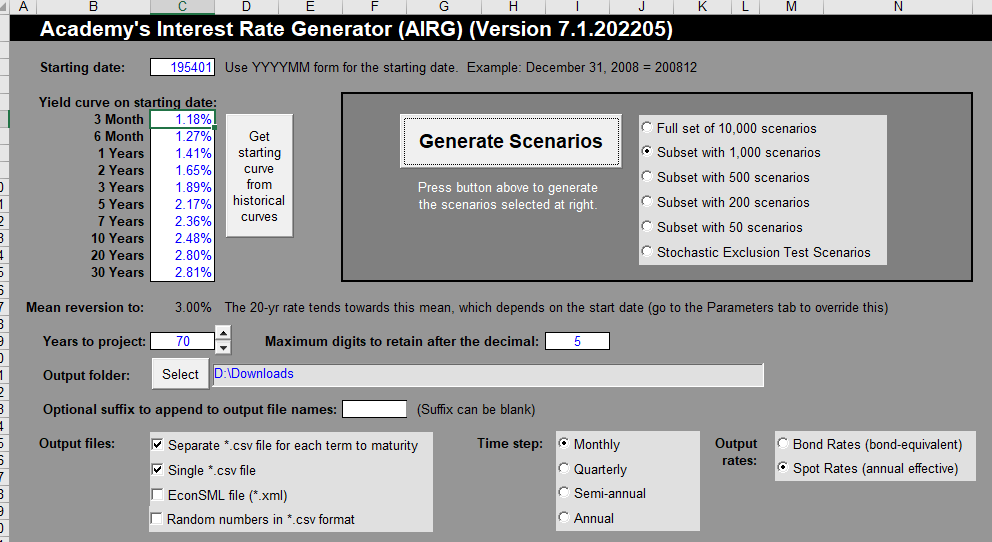 A B C D E F G H I J K L M N
Academy's Interest Rate Generator (AIRG) (Version 7.1.202205)
Starting date: 195401 Use YYYYMM form for the starting date. Example: December 31, 2008 = 200812
Yield curve on starting date:
3 Month 1.18%
6 Month 1.27%
1 Years 1.41%
2 Years 1.65%
3 Years 1.89%
5 Years 2.17%
7 Years 2.36%
10 Years 2.48%
20 Years 2.80%
30 Years 2.81%
Get
starting
curve
from
historical
curves
Generate Scenarios
Press button above to generate
the scenarios selected at right.
Full set of 10,000 scenarios
Subset with 1,000 scenarios
Subset with 500 scenarios
Subset with 200 scenarios
Subset with 50 scenarios
Stochastic Exclusion Test Scenarios
Mean reversion to: 3.00% The 20-yr rate tends towards this mean, which depends on the start date (go to the Parameters tab to override this)
Years to project: 70 Maximum digits to retain after the decimal: 5
Output folder: Select D:\Downloads
Optional suffix to append to output file names: (Suffix can be blank)
Output files:
Separate *.csv file for each term to maturity
Single *.csv file
EconSML file (*.xml)
Random numbers in *.csv format
Time step:
Monthly
Quarterly
Semi-annual
Annual
Output
rates:
Bond Rates (bond-equivalent)
Spot Rates (annual effective)